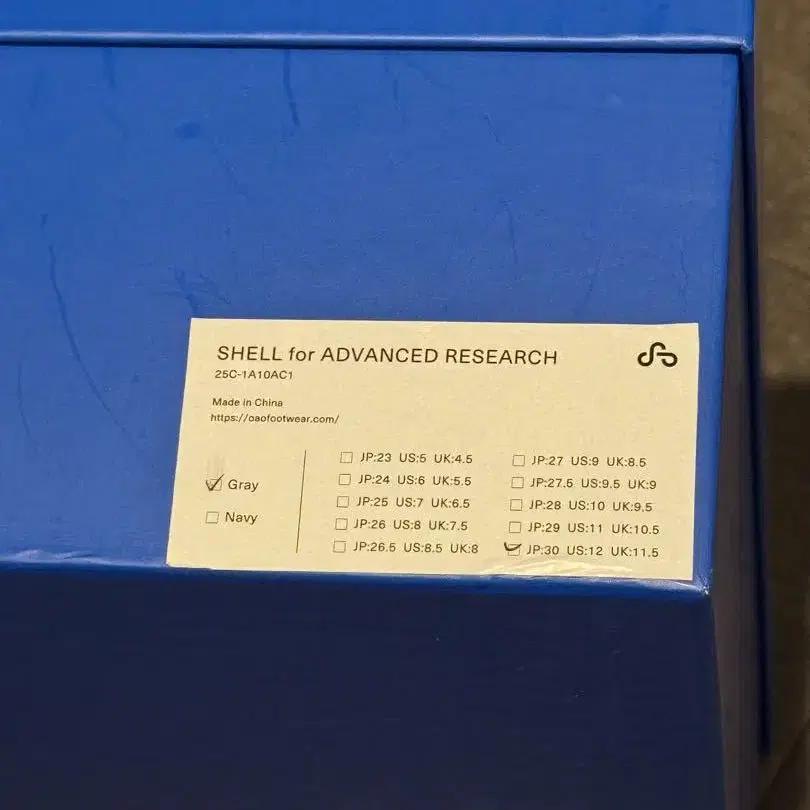 SHELL for ADVANCED RESEARCH
25C-1A10AC1
Made in China
https://oaofootwear.com/
Gray
Navy
JP:23 US:5 UK:4.5
JP:24 US:6 UK:5.5
JP:25 US:7 UK:6.5
JP:26 US:8 UK:7.5
JP:26.5 US:8.5 UK:8
JP:27 US:9 UK:8.5
JP:27.5 US:9.5 UK:9
JP:28 US:10 UK:9.5
JP:29 US:11 UK:10.5
JP:30 US:12 UK:11.5